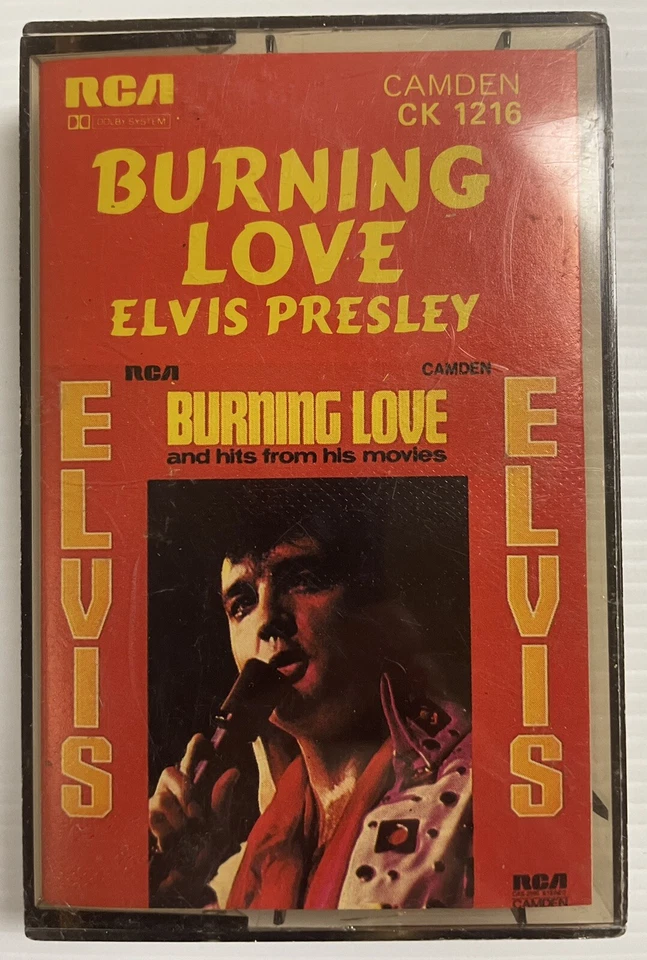 RCA
CAMDEN
DOLBY SYSTEM
CK 1216
BURNING
LOVE
ELVIS PRESLEY
RCA
CAMDEN
BURNING LOVE
and hits from his movies
ELVIS
ELVIS
RCA
CAMDEN